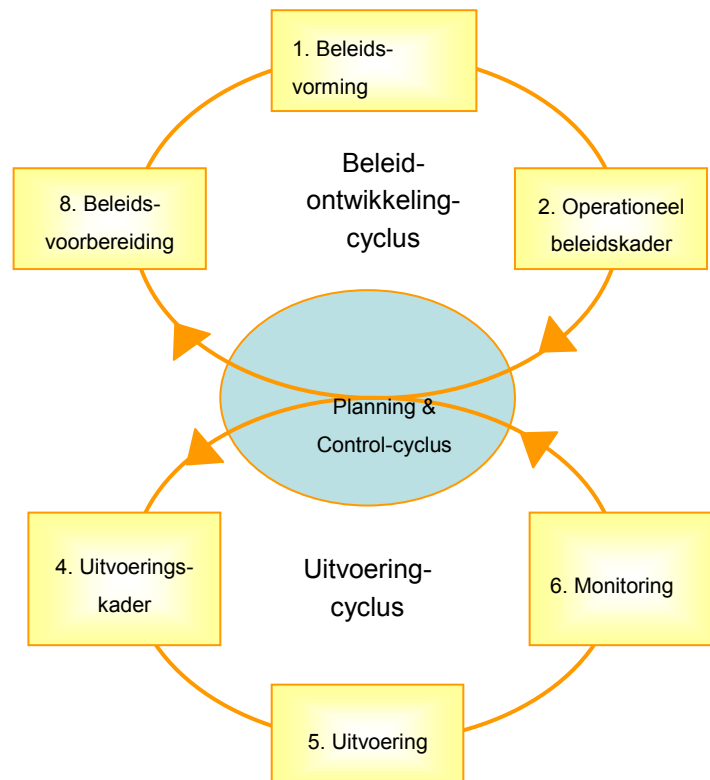 1. Beleids-
vorming
Beleid-
ontwikkeling-
cyclus
8. Beleids-
voorbereiding
2. Operationeel
beleidskader
Planning &
Control-cyclus
4. Uitvoerings-
kader
Uitvoering-
cyclus
6. Monitoring
5. Uitvoering